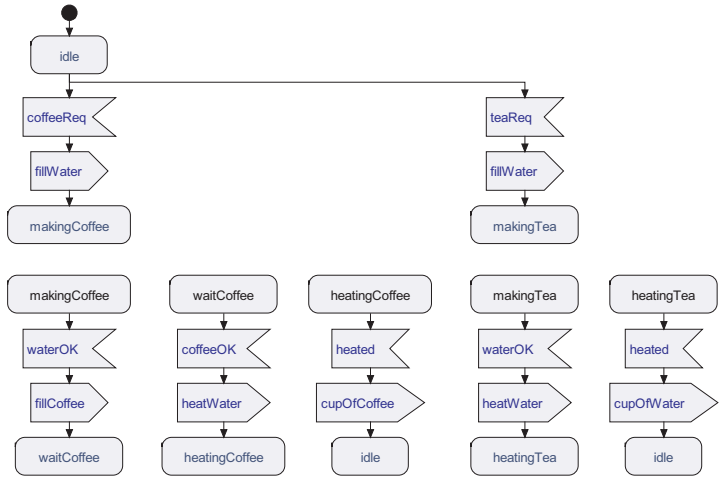 idle
coffeeReq teaReq
fillWater fillWater
makingCoffee makingTea
makingCoffee waitCoffee heatingCoffee makingTea heatingTea
waterOK coffeeOK heated waterOK heated
fillCoffee heatWater cupOfCoffee heatWater cupOfWater
waitCoffee heatingCoffee idle heatingTea idle